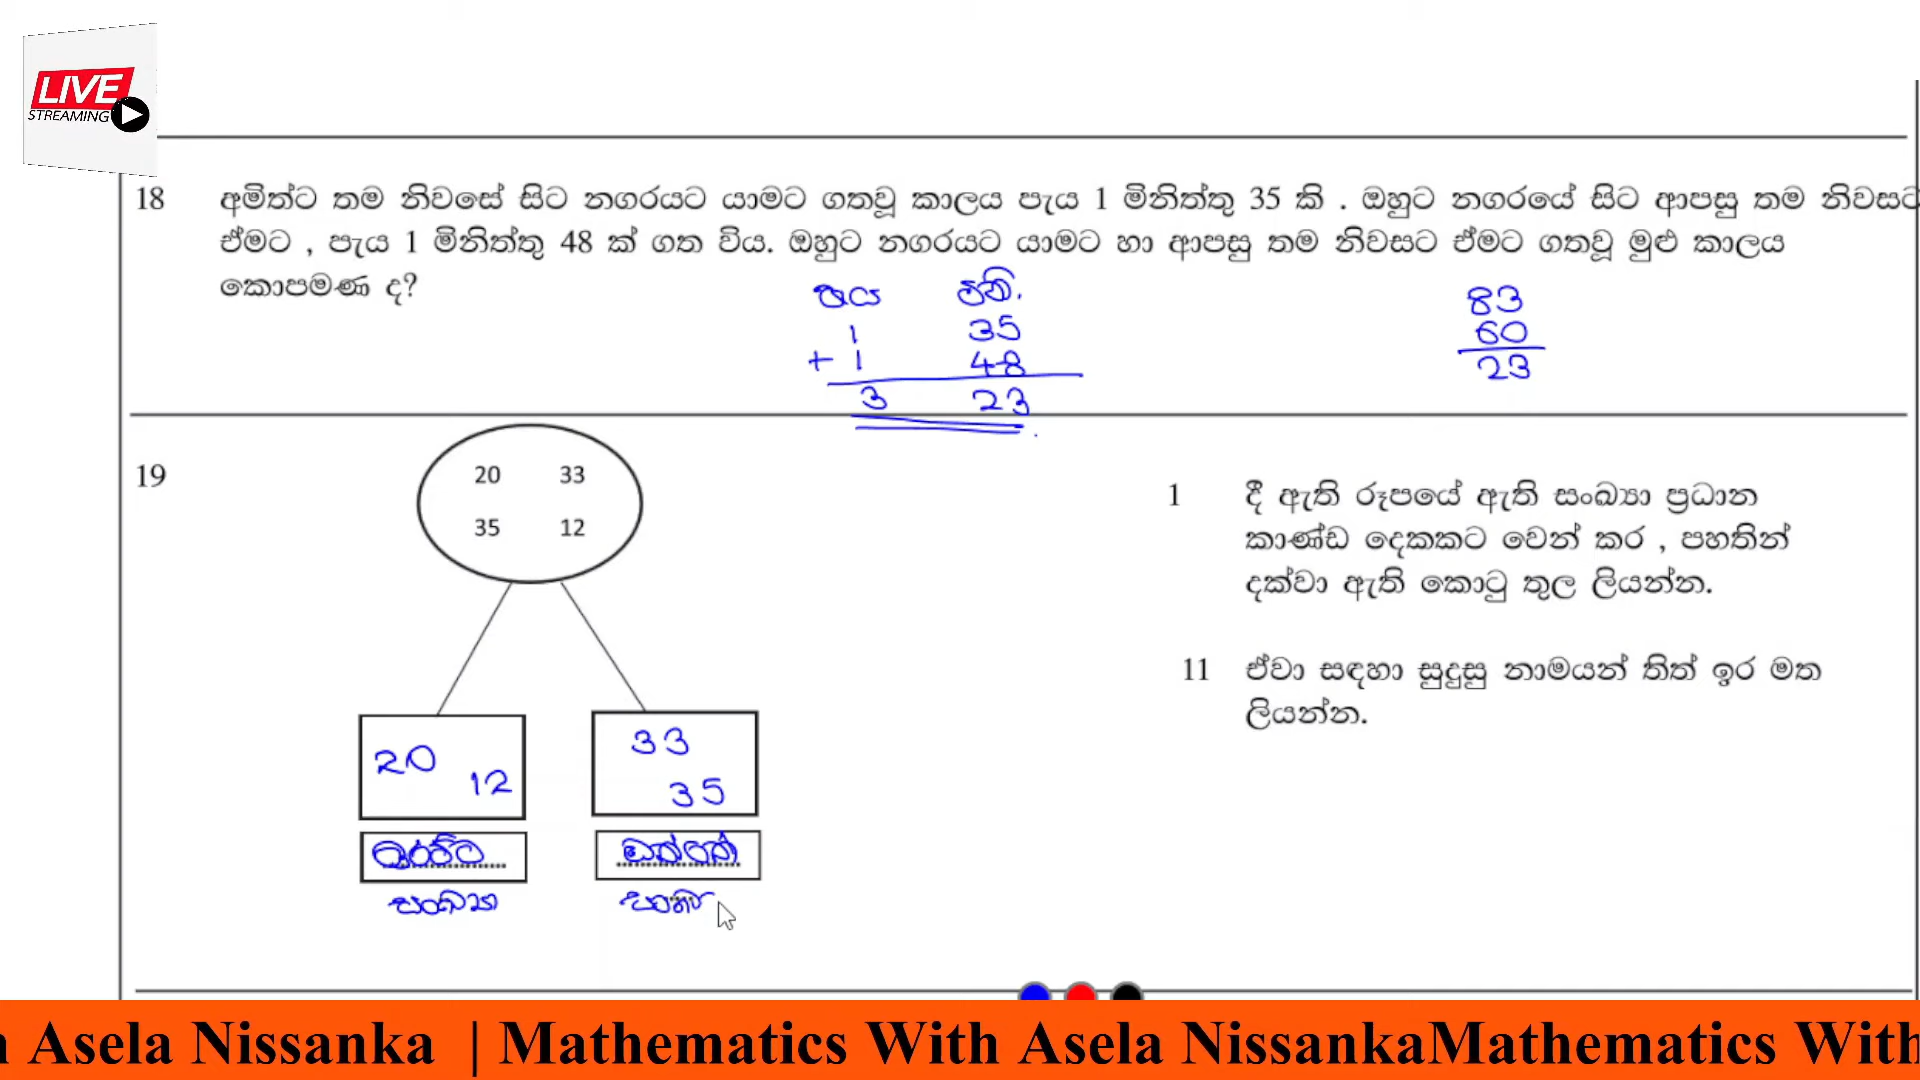 LIVE
STREAMING
18 අමිත්ට තම නිවසේ සිට නගරයට යාමට ගතවූ කාලය පැය 1 මිනිත්තු 35 කි . ඔහුට නගරයේ සිට ආපසු තම නිවසට
ඒමට , පැය 1 මිනිත්තු 48 ක් ගත විය. ඔහුට නගරයට යාමට හා ආපසු තම නිවසට ඒමට ගතවූ මුළු කාලය
කොපමණ ද?
පැය මිනි.
1 35
+ 1 48
3 23
83
60
23
19
20 33
35 12
1 දී ඇති රූපයේ ඇති සංඛ්‍යා ප්‍රධාන
කාණ්ඩ දෙකකට වෙන් කර , පහතින්
දක්වා ඇති කොටු තුල ලියන්න.
11 ඒවා සඳහා සුදුසු නාමයන් තිත් ඉර මත
ලියන්න.
20
12
33
35
ඉරට්ට
සංඛ්‍යා
ඔත්තේ
n Asela Nissanka | Mathematics With Asela NissankaMathematics With